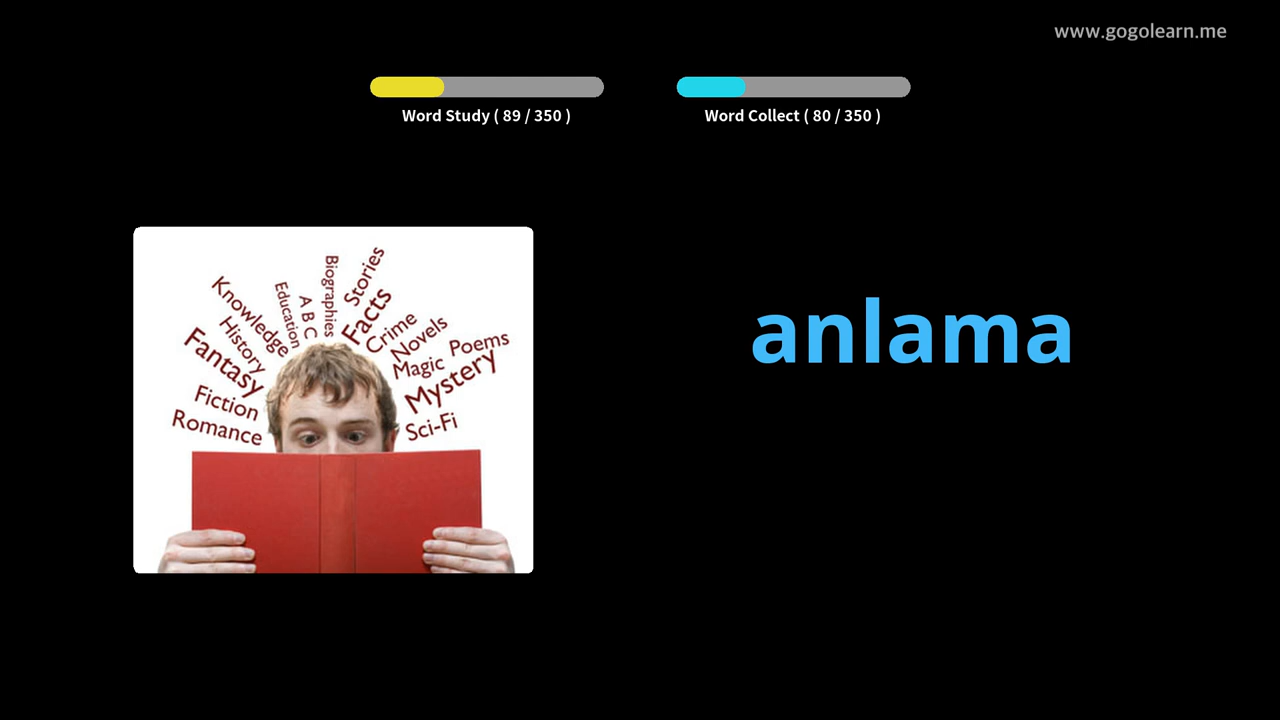 www.gogolearn.me
Word Study ( 89 / 350 )
Word Collect ( 80 / 350 )
Biographies
Stories
Education
A B C
Facts
Knowledge
Crime
History
Novels
Poems
Fantasy
Magic
Mystery
Fiction
Romance
Sci-Fi
anlama